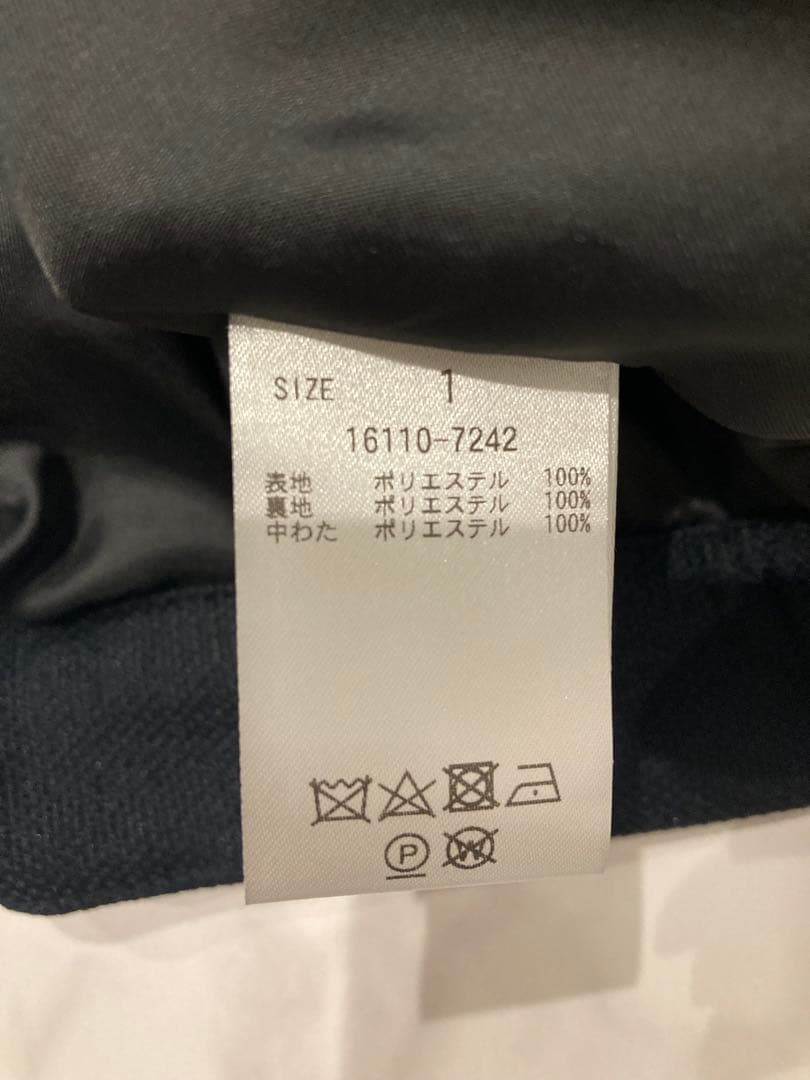 SIZE 1
16110-7242
表地 ポリエステル 100%
裏地 ポリエステル 100%
中わた ポリエステル 100%
P W